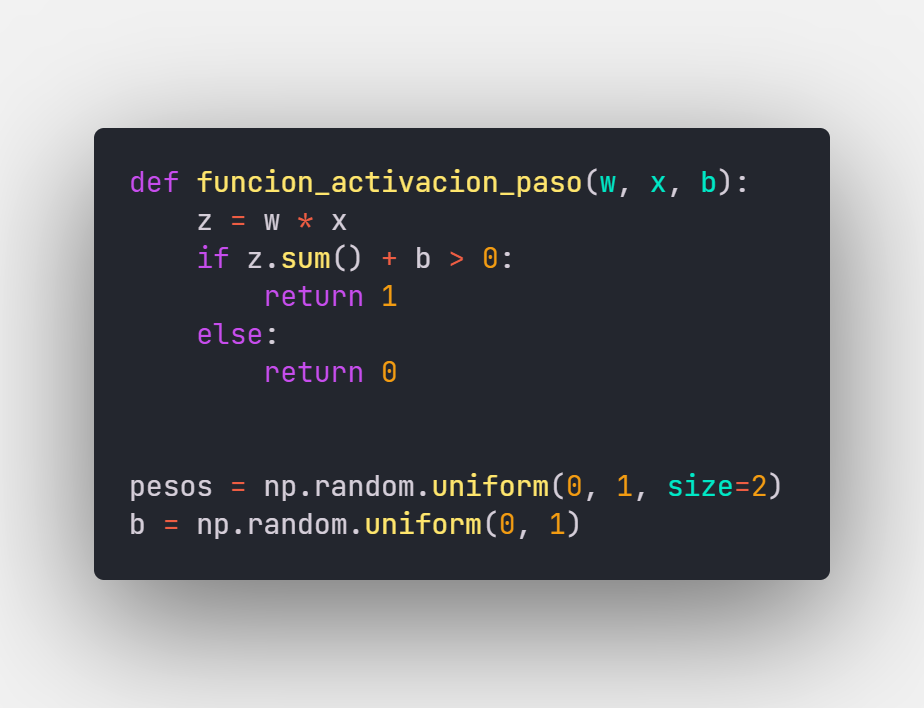 def funcion_activacion_paso(w, x, b):
    z = w * x
    if z.sum() + b > 0:
        return 1
    else:
        return 0
pesos = np.random.uniform(0, 1, size=2)
b = np.random.uniform(0, 1)